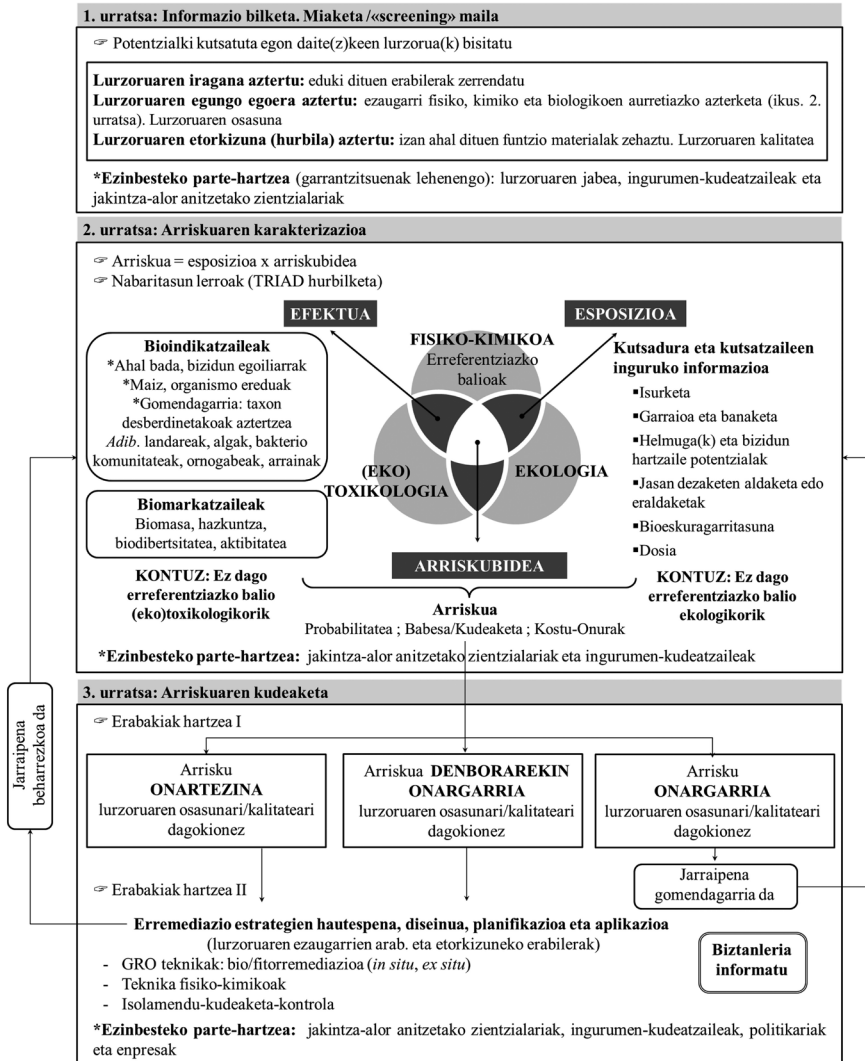 1. urratsa: Informazio bilketa. Miaketa /«screening» maila
☞ Potentzialki kutsatuta egon daite(z)keen lurzorua(k) bisitatu
Lurzoruaren iragana aztertu: eduki dituen erabilerak zerrendatu
Lurzoruaren egungo egoera aztertu: ezaugarri fisiko, kimiko eta biologikoen aurretiazko azterketa (ikus. 2.
urratsa). Lurzoruaren osasuna
Lurzoruaren etorkizuna (hurbila) aztertu: izan ahal dituen funtzio materialak zehaztu. Lurzoruaren kalitatea
*Ezinbesteko parte-hartzea (garrantzitsuenak lehenengo): lurzoruaren jabea, ingurumen-kudeatzaileak eta
jakintza-alor anitzetako zientzialariak
2. urratsa: Arriskuaren karakterizazioa
☞ Arriskua = esposizioa x arriskubidea
☞ Nabaritasun lerroak (TRIAD hurbilketa)
EFEKTUA
ESPOSIZIOA
Bioindikatzaileak
*Ahal bada, bizidun egoiliarrak
*Maiz, organismo ereduak
*Gomendagarria: taxon
desberdinetakoak aztertzea
Adib. landareak, algak, bakterio
komunitateak, ornogabeak, arrainak
Biomarkatzaileak
Biomasa, hazkuntza,
biodibertsitatea, aktibitatea
KONTUZ: Ez dago
erreferentziazko balio
(eko)toxikologikorik
FISIKO-KIMIKOA
Erreferentziazko
balioak
(EKO)
TOXIKOLOGIA
EKOLOGIA
ARRISKUBIDEA
Kutsadura eta kutsatzaileen
inguruko informazioa
▪Isurketa
▪Garraioa eta banaketa
▪Helmuga(k) eta bizidun
hartzaile potentzialak
▪Jasan dezaketen aldaketa edo
eraldaketak
▪Bioeskuragarritasuna
▪Dosia
KONTUZ: Ez dago
erreferentziazko balio
ekologikorik
Arriskua
Probabilitatea ; Babesa/Kudeaketa ; Kostu-Onurak
*Ezinbesteko parte-hartzea: jakintza-alor anitzetako zientzialariak eta ingurumen-kudeatzaileak
Jarraipena
beharrezkoa da
3. urratsa: Arriskuaren kudeaketa
☞ Erabakiak hartzea I
Arrisku
ONARTEZINA
lurzoruaren osasunari/kalitateari
dagokionez
Arriskua DENBORAREKIN
ONARGARRIA
lurzoruaren osasunari/kalitateari
dagokionez
Arrisku
ONARGARRIA
lurzoruaren osasunari/kalitateari
dagokionez
Jarraipena
gomendagarria da
☞ Erabakiak hartzea II
Erremediazio estrategien hautespena, diseinua, planifikazioa eta aplikazioa
(lurzoruaren ezaugarrien arab. eta etorkizuneko erabilerak)
- GRO teknikak: bio/fitorremediazioa (in situ, ex situ)
- Teknika fisiko-kimikoak
- Isolamendu-kudeaketa-kontrola
Biztanleria
informatu
*Ezinbesteko parte-hartzea: jakintza-alor anitzetako zientzialariak, ingurumen-kudeatzaileak, politikariak
eta enpresak